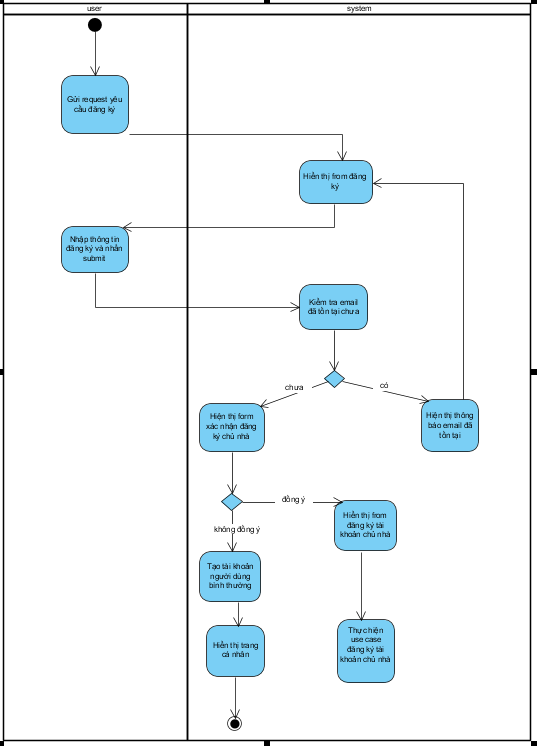 user
system
Gửi request yêu
cầu đăng ký
Hiển thị from đăng
ký
Nhập thông tin
đăng ký và nhấn
submit
Kiểm tra email
đã tồn tại chưa
chưa
có
Hiện thị form
xác nhận đăng
ký chủ nhà
Hiện thị thông
báo email đã
tồn tại
đồng ý
không đồng ý
Hiển thị from
đăng ký tài
khoản chủ nhà
Tạo tài khoản
người dùng
bình thường
Hiển thị trang
cá nhân
Thực hiện
use case
đăng ký tài
khoản chủ nhà